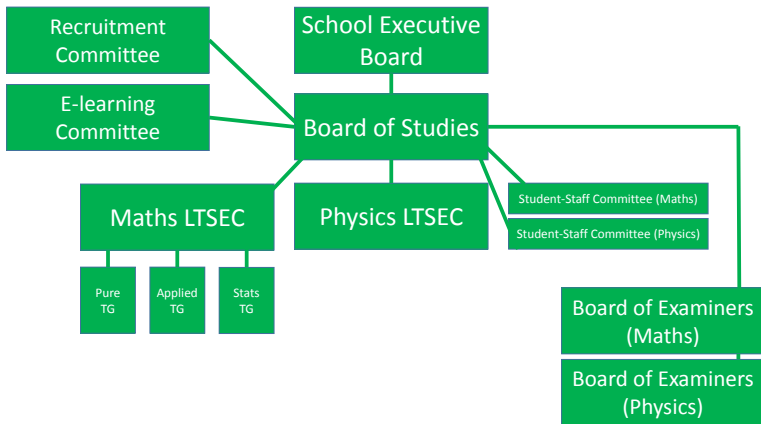 Recruitment
Committee
School Executive
Board
E-learning
Committee
Board of Studies
Maths LTSEC
Physics LTSEC
Student-Staff Committee (Maths)
Student-Staff Committee (Physics)
Pure
TG
Applied
TG
Stats
TG
Board of Examiners
(Maths)
Board of Examiners
(Physics)